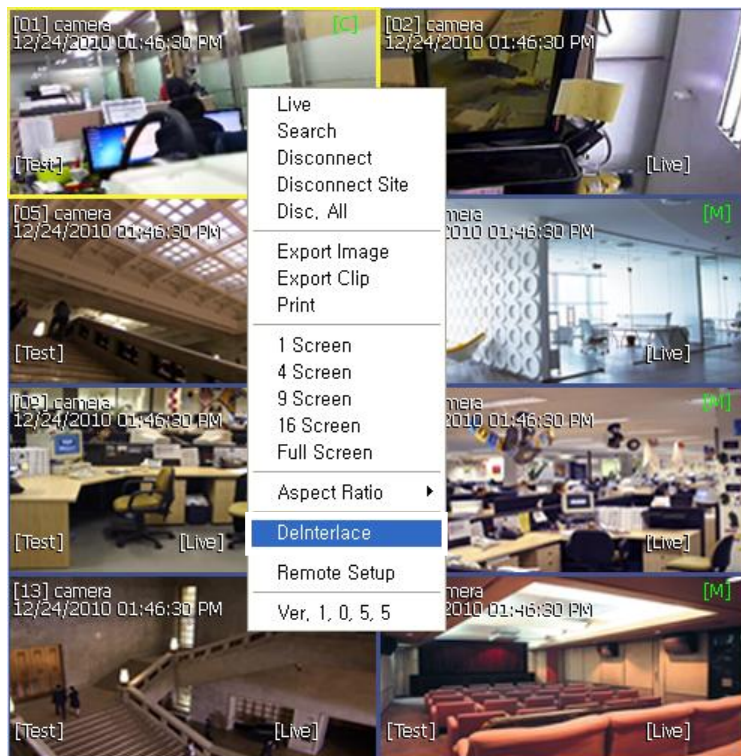 [01] camera
12/24/2010 01:46:30 PM
[C]
[Test]
[02] camera
12/24/2010 01:46:30 PM
[Live]
Live
Search
Disconnect
Disconnect Site
Disc, All
Export Image
Export Clip
Print
1 Screen
4 Screen
9 Screen
16 Screen
Full Screen
Aspect Ratio
DeInterlace
Remote Setup
Ver, 1, 0, 5, 5
[05] camera
12/24/2010 01:46:30 PM
[Test]
mera
2010 01:46:30 PM
[M]
[Live]
[09] camera
12/24/2010 01:46:30 PM
[Test]
[Live]
mera
2010 01:46:30 PM
[M]
[Live]
[13] camera
12/24/2010 01:46:30 PM
[Test]
[Live]
mera
2010 01:46:30 PM
[M]
[Test]
[Live]